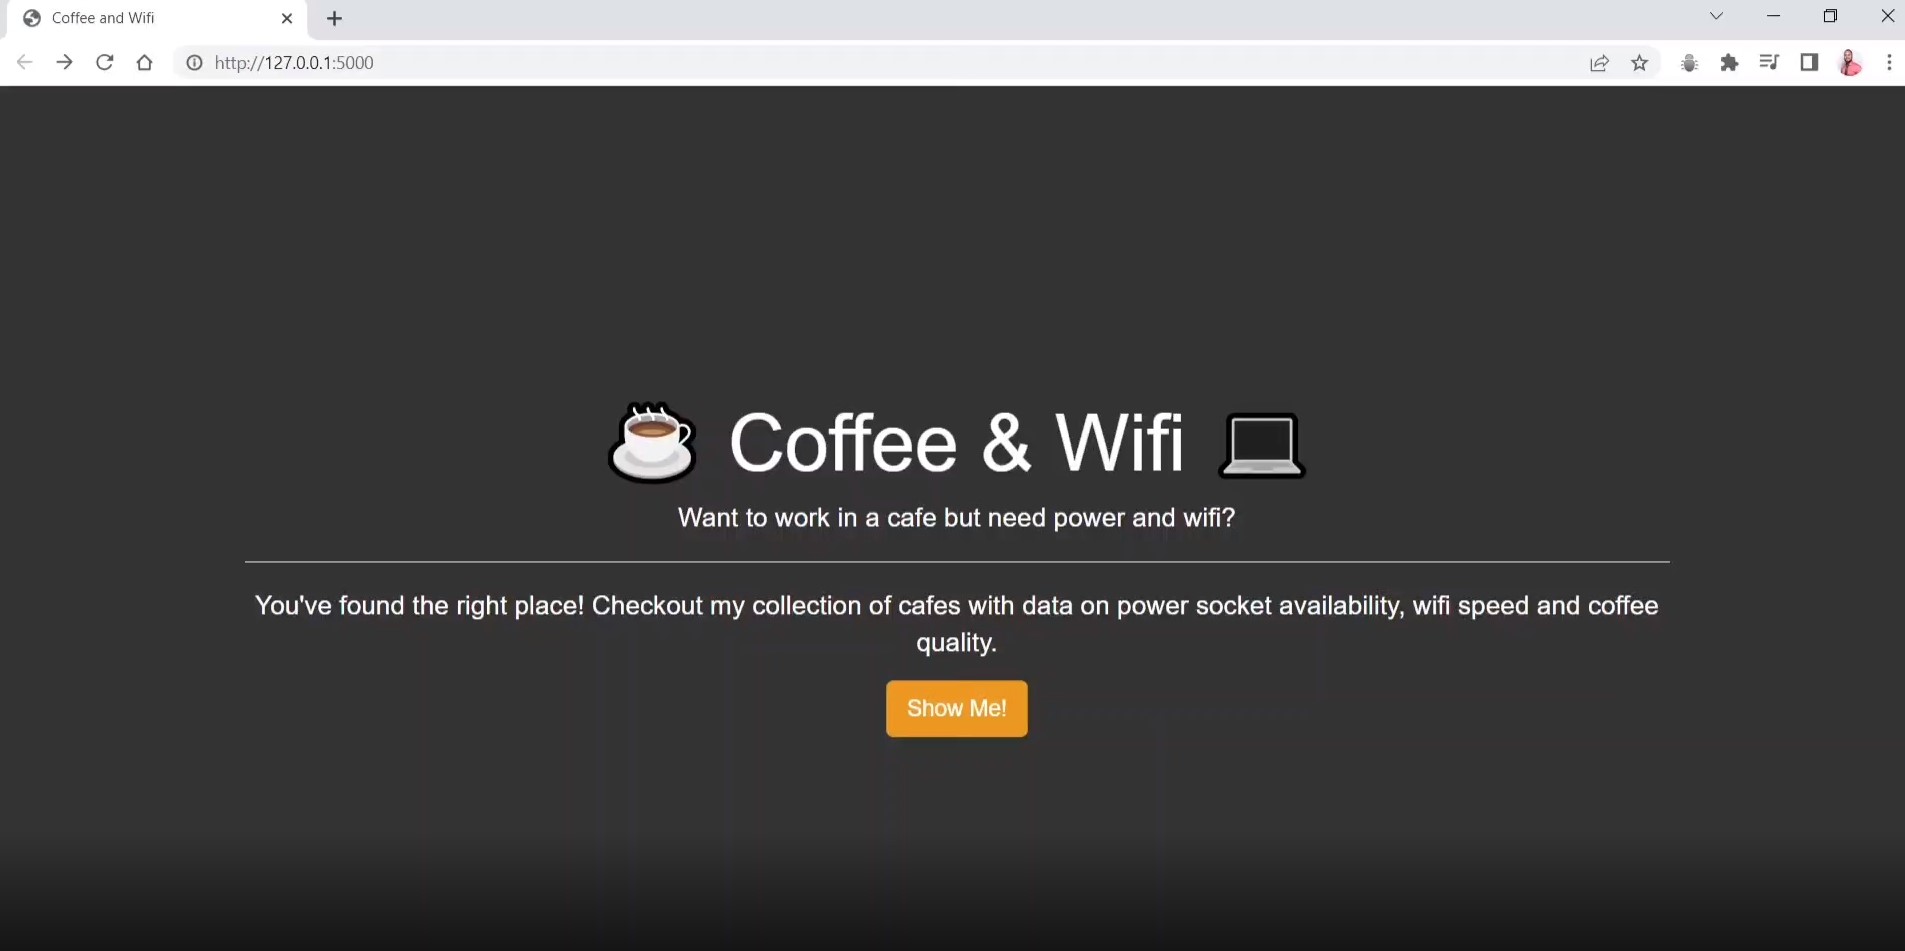 Coffee and Wifi
http://127.0.0.1:5000
Coffee & Wifi
Want to work in a cafe but need power and wifi?
You've found the right place! Checkout my collection of cafes with data on power socket availability, wifi speed and coffee
quality.
Show Me!